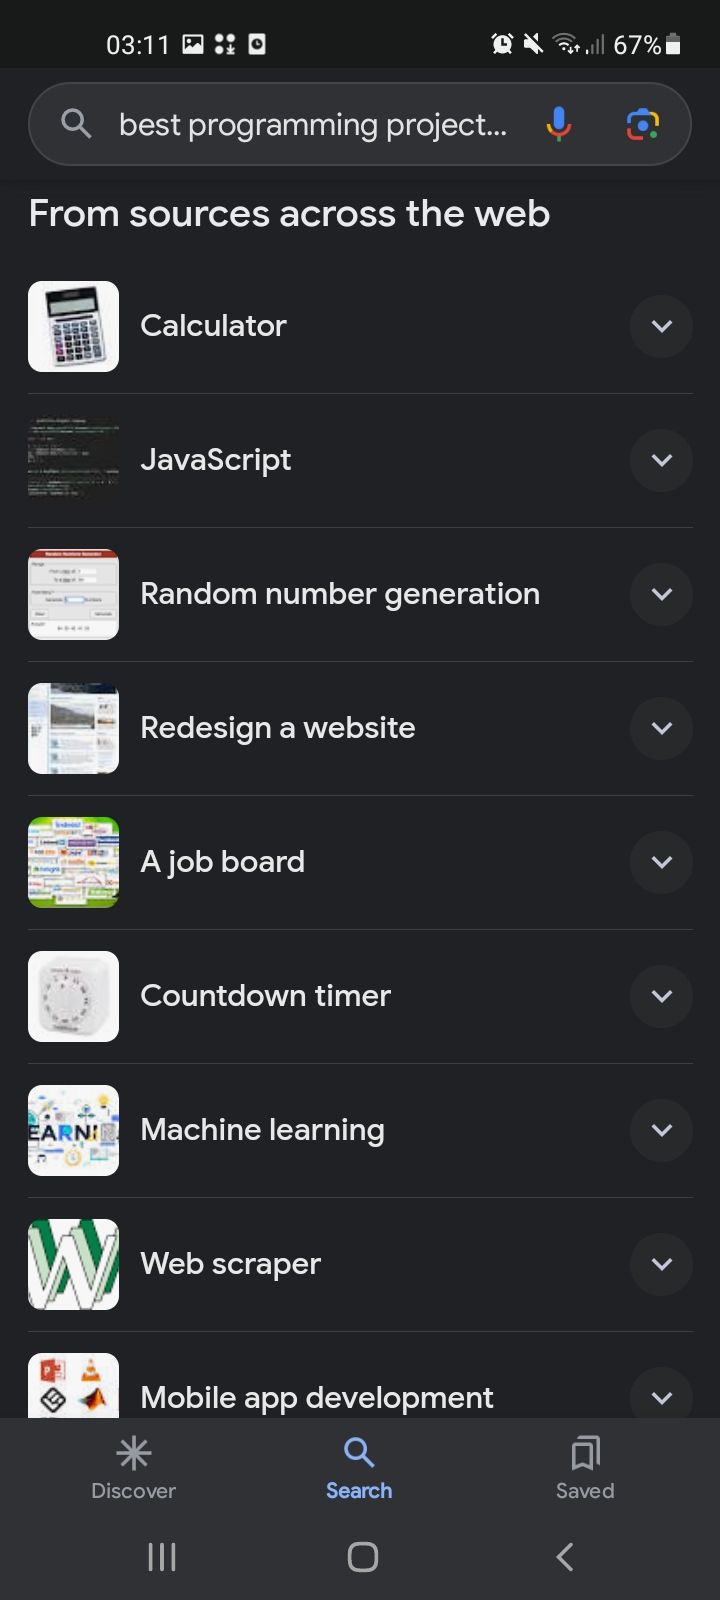 03:11
67%
best programming project...
From sources across the web
Calculator
JavaScript
Random number generation
Redesign a website
A job board
Countdown timer
EARNI
Machine learning
W
Web scraper
Mobile app development
Discover
Search
Saved